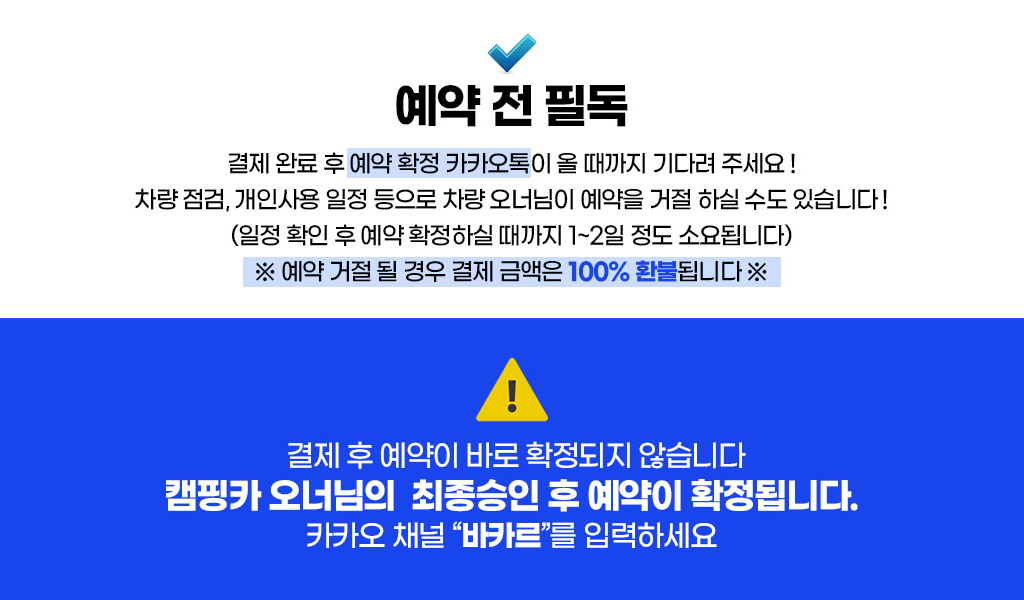 예약 전 필독
결제 완료 후 예약 확정 카카오톡이 올 때까지 기다려 주세요!
차량 점검, 개인사용 일정 등으로 차량 오너님이 예약을 거절 하실 수도 있습니다!
(일정 확인 후 예약 확정하실 때까지 1~2일 정도 소요됩니다)
※ 예약 거절 될 경우 결제 금액은 100% 환불됩니다 ※
결제 후 예약이 바로 확정되지 않습니다
캠핑카 오너님의 최종승인 후 예약이 확정됩니다.
카카오 채널 “바카르”를 입력하세요